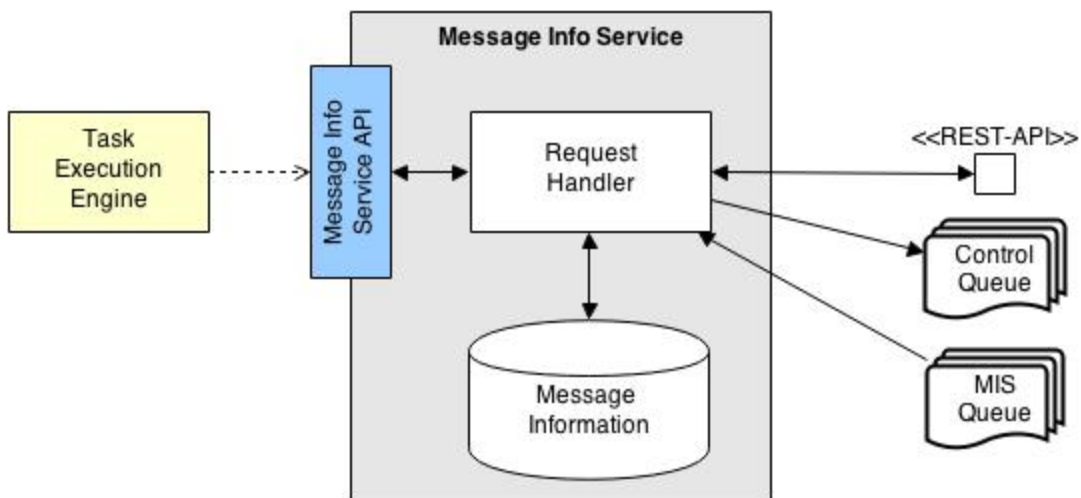 Message Info Service
Task
Execution
Engine
Message Info
Service API
Request
Handler
<<REST-API>>
Control
Queue
MIS
Queue
Message
Information